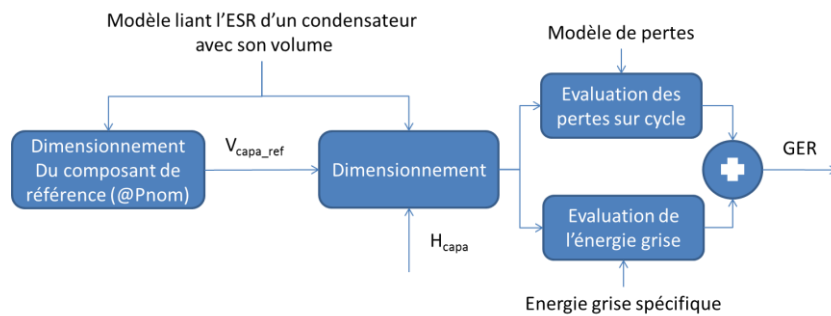 Modèle liant l'ESR d'un condensateur
avec son volume
Modèle de pertes
Evaluation des
pertes sur cycle
Dimensionnement
Du composant de
référence (@Pnom)
V_capa_ref
Dimensionnement
GER
Evaluation de
l'énergie grise
H_capa
Energie grise spécifique